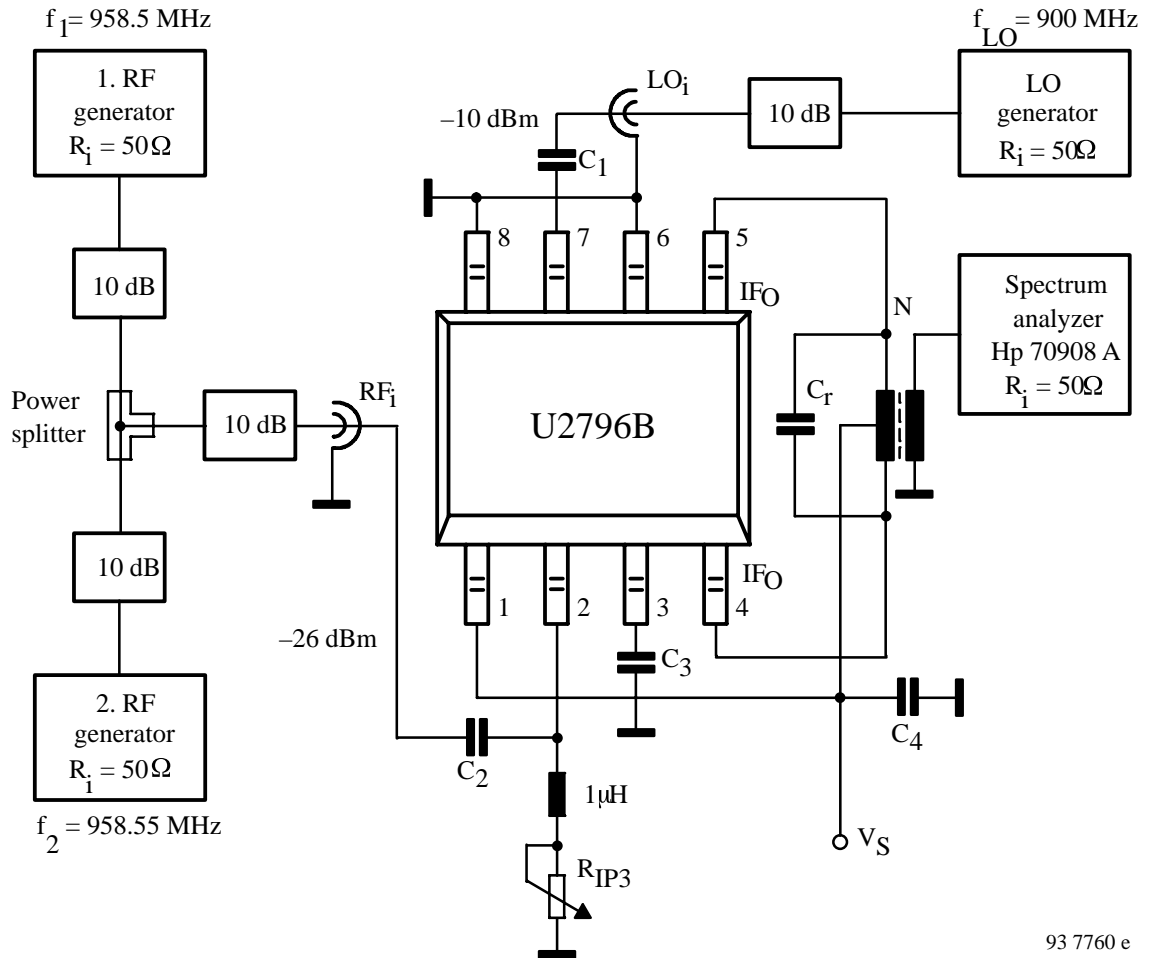 f1 = 958.5 MHz
1. RF
generator
Ri = 50Ω
10 dB
Power
splitter
10 dB
RFi
10 dB
2. RF
generator
Ri = 50Ω
f2 = 958.55 MHz
–26 dBm
–10 dBm
LOi
10 dB
fLO = 900 MHz
LO
generator
Ri = 50Ω
C1
8
7
6
5
IFO
N
Spectrum
analyzer
Hp 70908 A
Ri = 50Ω
Cr
U2796B
IFO
1
2
3
4
C3
C2
C4
1μH
RIP3
VS
93 7760 e